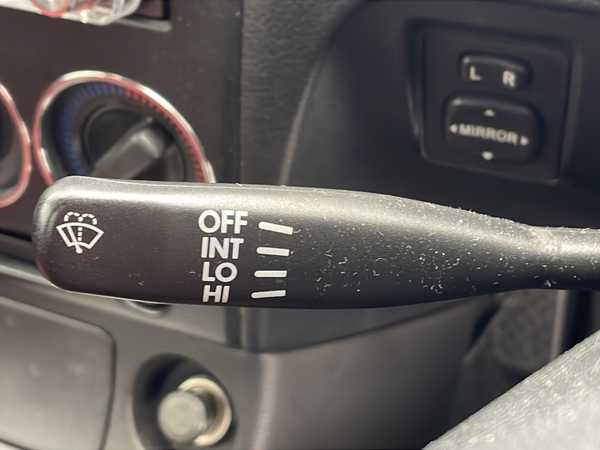 L R
MIRROR
OFF
INT
LO
HI